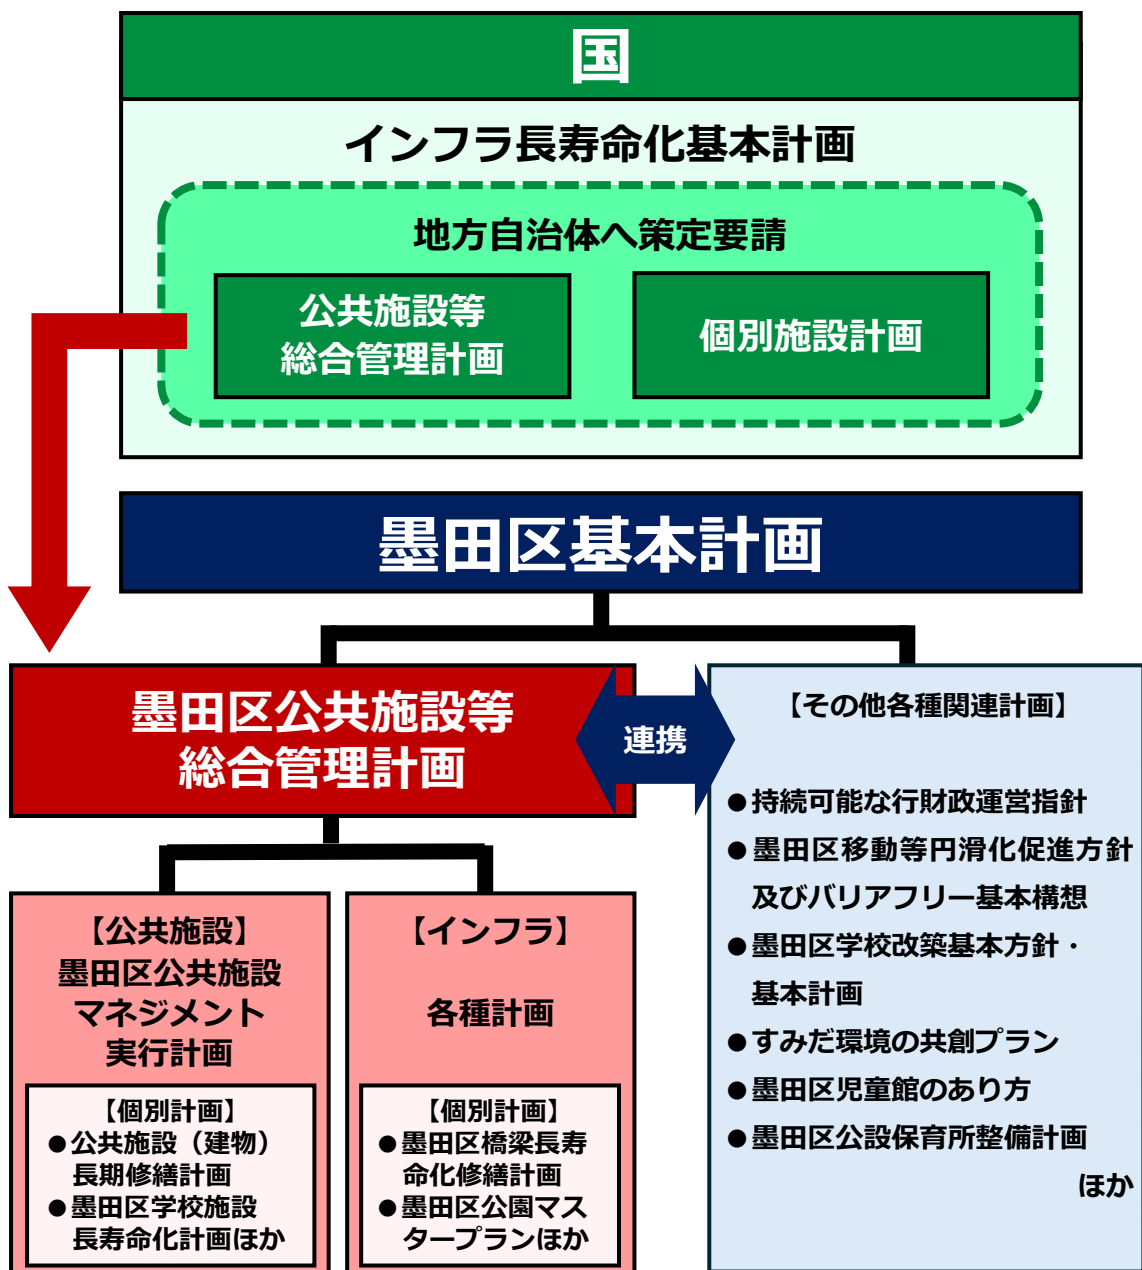 国
インフラ長寿命化基本計画
地方自治体へ策定要請
公共施設等
総合管理計画
個別施設計画
墨田区基本計画
墨田区公共施設等
総合管理計画
連携
【公共施設】
墨田区公共施設
マネジメント
実行計画
【個別計画】
●公共施設（建物）
長期修繕計画
●墨田区学校施設
長寿命化計画ほか
【インフラ】
各種計画
【個別計画】
●墨田区橋梁長寿
命化修繕計画
●墨田区公園マス
タープランほか
【その他各種関連計画】
●持続可能な行財政運営指針
●墨田区移動等円滑化促進方針
及びバリアフリー基本構想
●墨田区学校改築基本方針・
基本計画
●すみだ環境の共創プラン
●墨田区児童館のあり方
●墨田区公設保育所整備計画
ほか